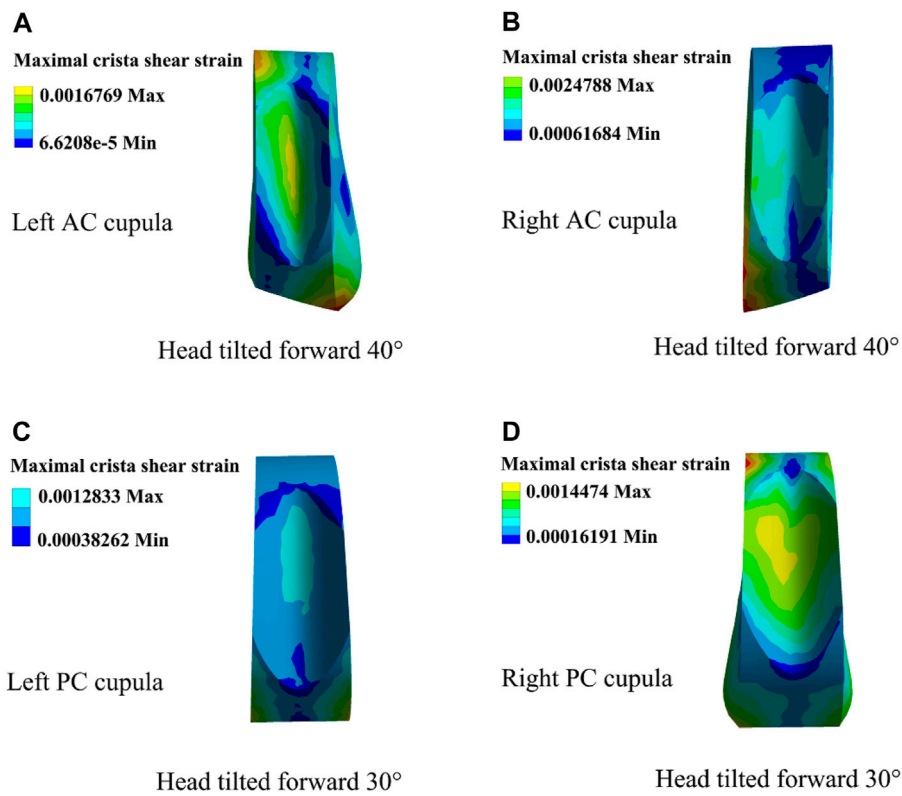 A
Maximal crista shear strain
0.0016769 Max
6.6208e-5 Min
Left AC cupula
Head tilted forward 40°
B
Maximal crista shear strain
0.0024788 Max
0.00061684 Min
Right AC cupula
Head tilted forward 40°
C
Maximal crista shear strain
0.0012833 Max
0.00038262 Min
Left PC cupula
Head tilted forward 30°
D
Maximal crista shear strain
0.0014474 Max
0.00016191 Min
Right PC cupula
Head tilted forward 30°